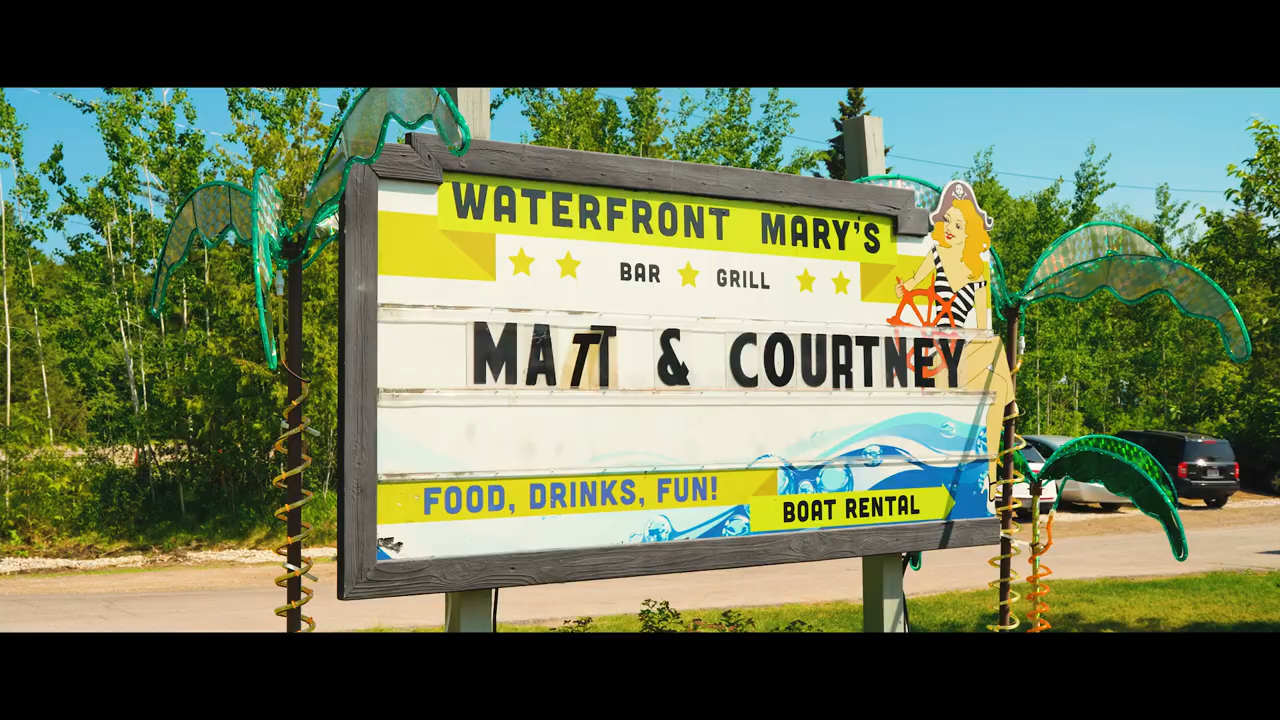 WATERFRONT MARY'S
BAR GRILL
MATT & COURTNEY
FOOD, DRINKS, FUN!
BOAT RENTAL